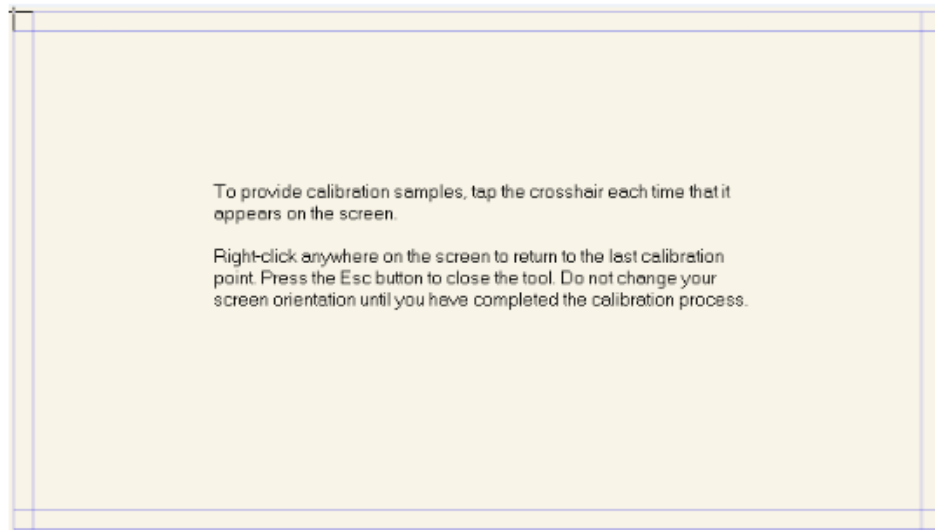 To provide calibration samples, tap the crosshair each time that it
appears on the screen.
Right-click anywhere on the screen to return to the last calibration
point. Press the Esc button to close the tool. Do not change your
screen orientation until you have completed the calibration process.